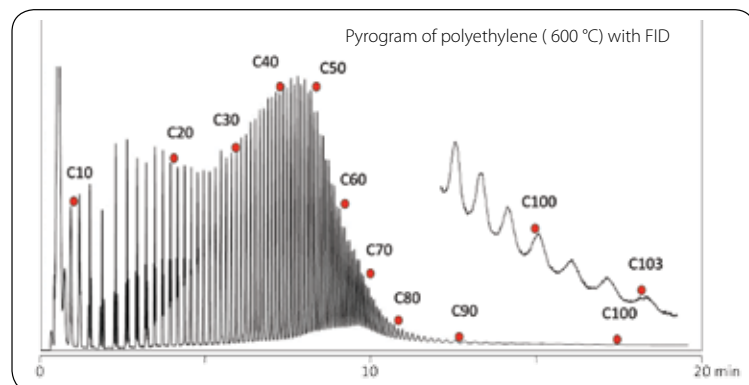 Pyrogram of polyethylene ( 600 °C) with FID
C40
C50
C30
C20
C10
C60
C100
C70
C103
C80
C90
C100
0
10
20 min